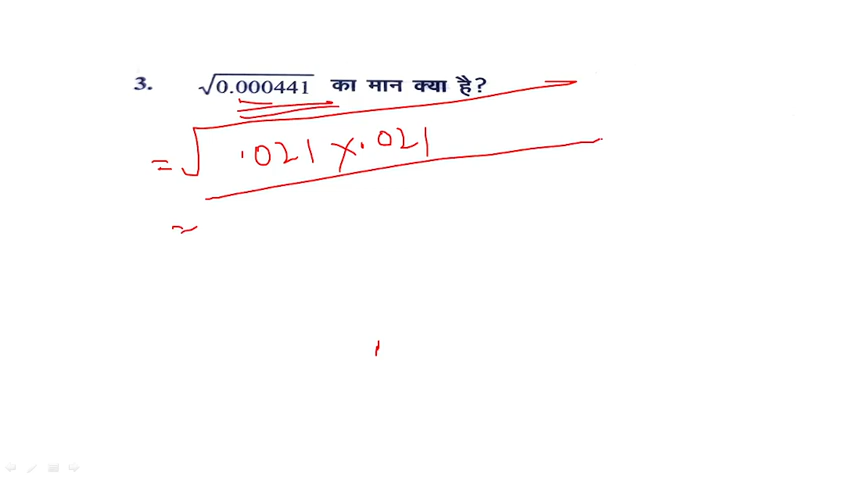 3. √0.000441 का मान क्या है?
= √.021 × .021
=